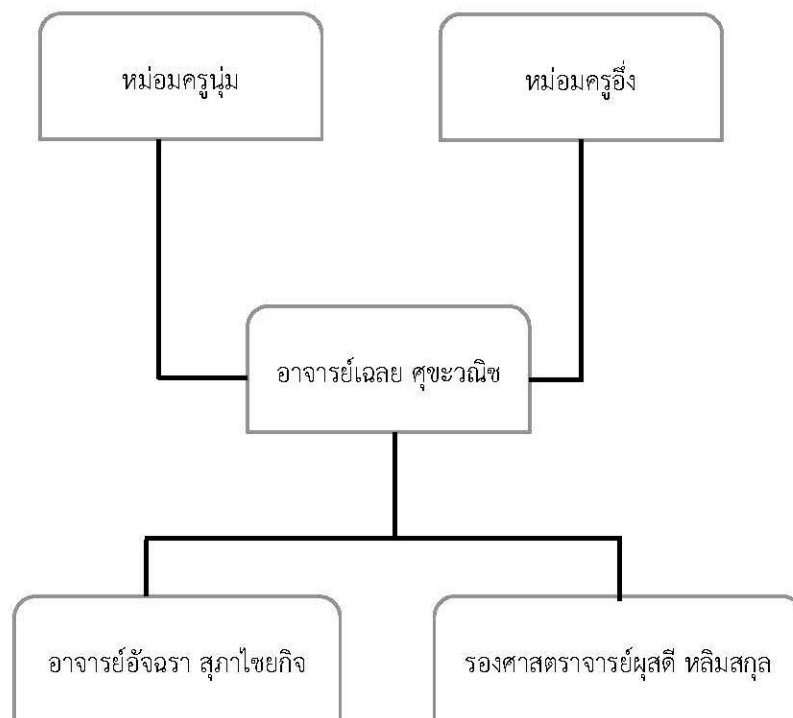 หม่อมครูนุ่ม
หม่อมครูอึ่ง
อาจารย์เฉลย ศุขะวณิช
อาจารย์อัจฉรา สุภาไชยกิจ
รองศาสตราจารย์ผุสดี หลิมสกุล